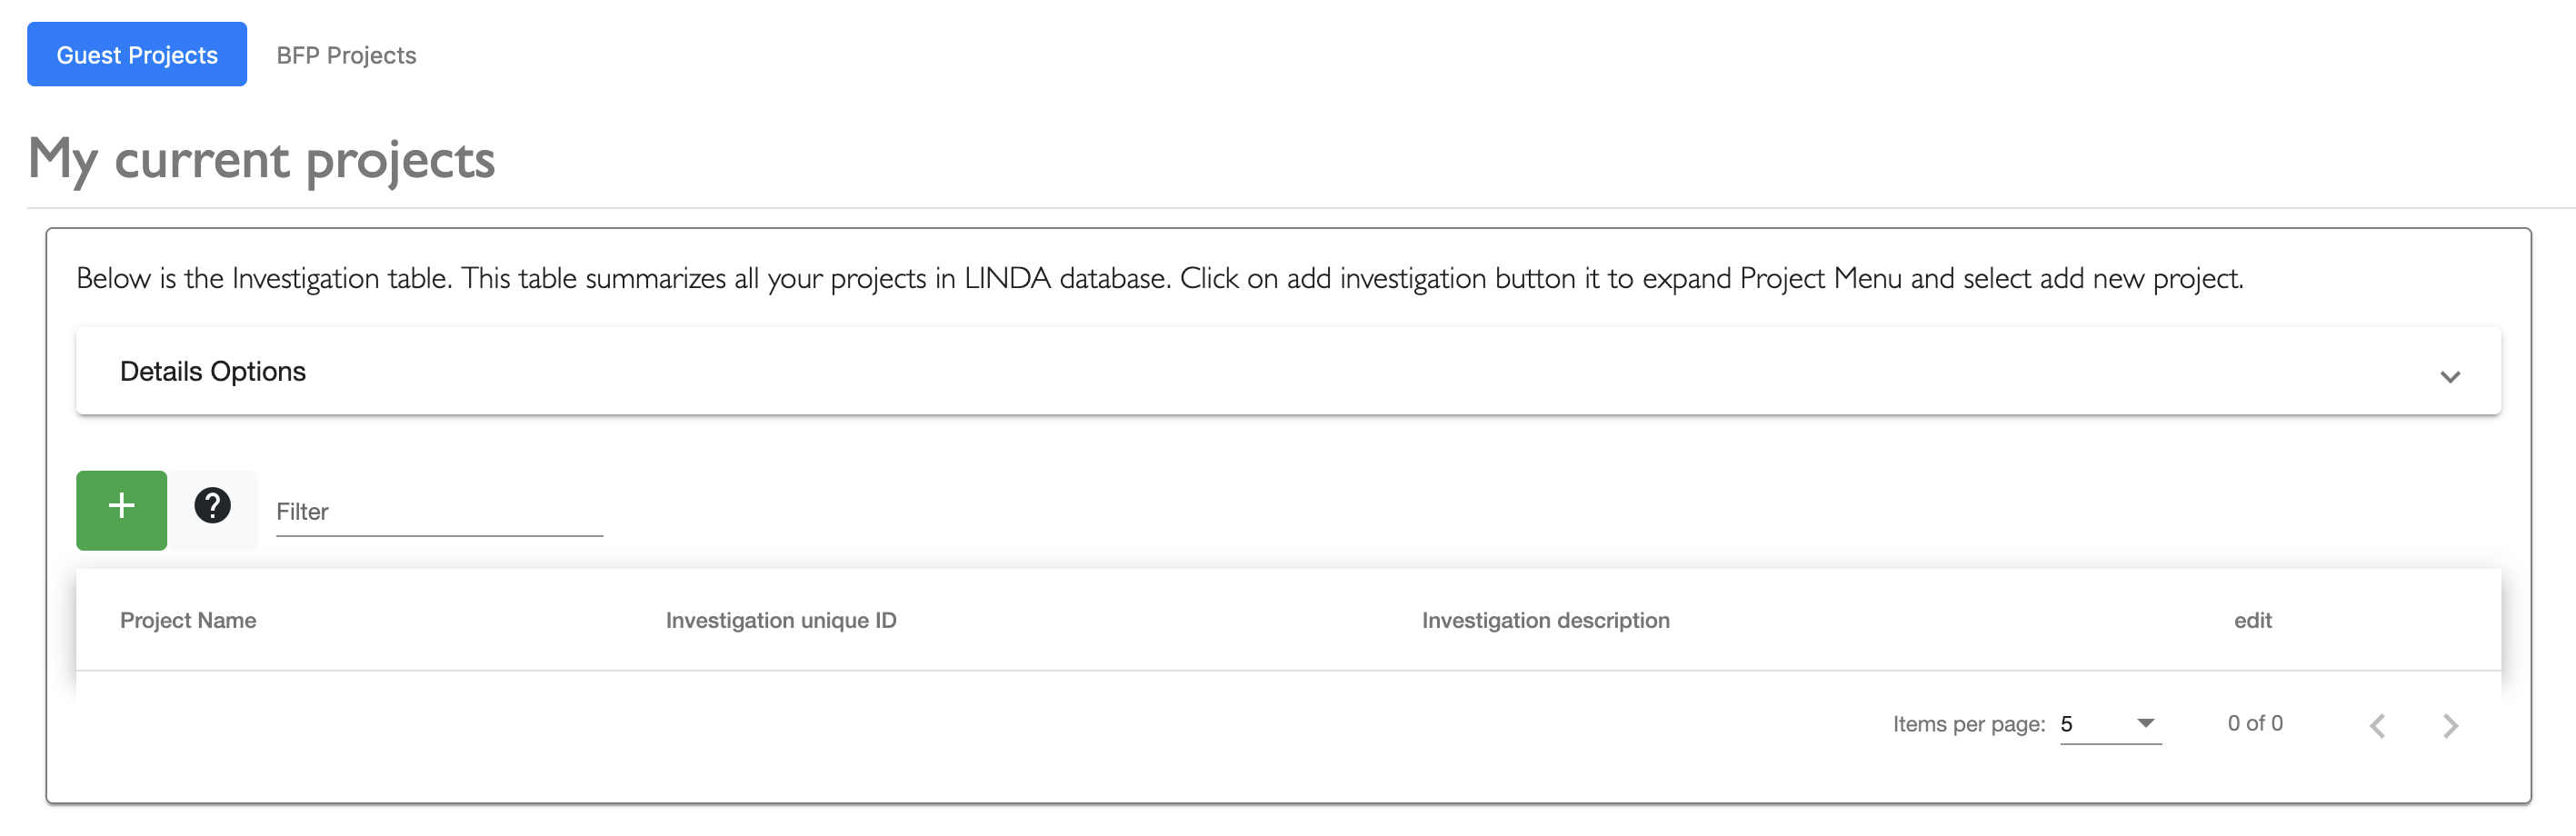 Guest Projects BFP Projects
My current projects
Below is the Investigation table. This table summarizes all your projects in LINDA database. Click on add investigation button it to expand Project Menu and select add new project.
Details Options
Filter
Project Name Investigation unique ID Investigation description edit
Items per page: 5 0 of 0